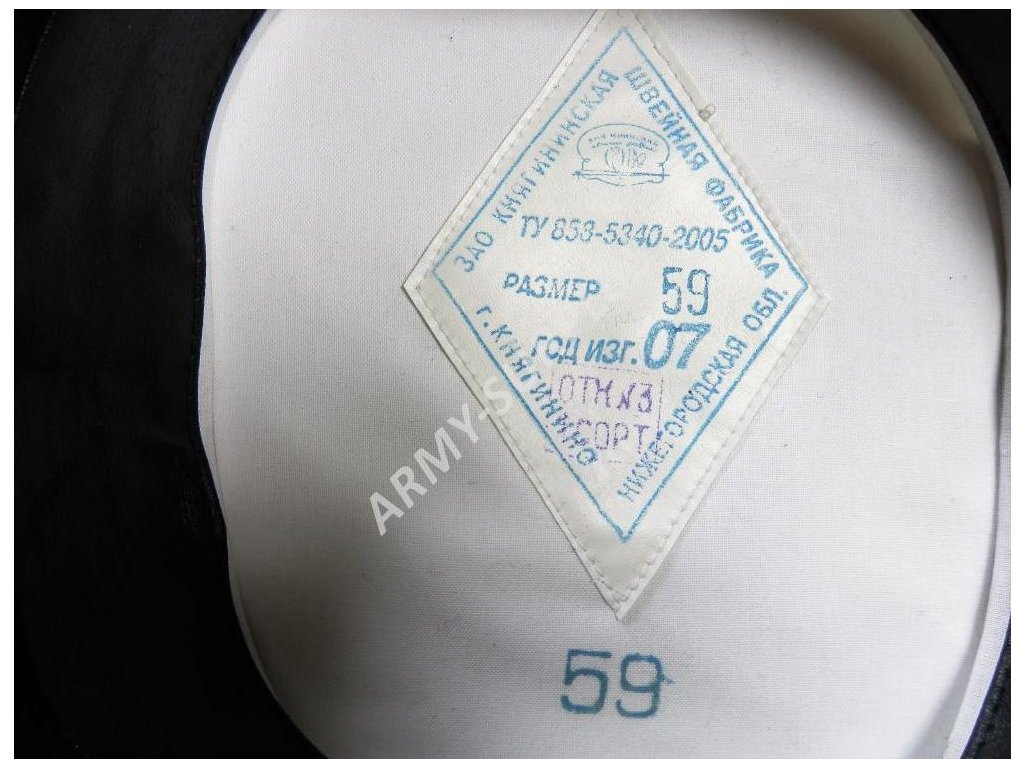 ЗАО КНЯГИНИНСКАЯ
ШВЕЙНАЯ ФАБРИКА
ТУ 858-5340-2005
РАЗМЕР 59
ГОД ИЗГ. 07
ОТК №3
СОРТ
г. КНЯГИНИНО
НИЖЕГОРОДСКАЯ ОБЛ.
59
ARMY-S